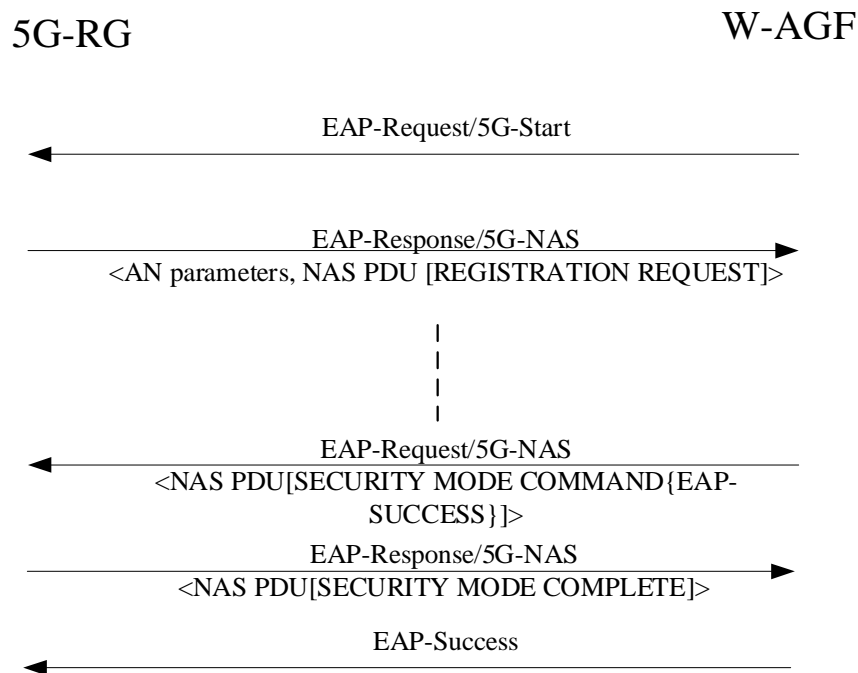 5G-RG
W-AGF
EAP-Request/5G-Start
EAP-Response/5G-NAS
<AN parameters, NAS PDU [REGISTRATION REQUEST]>
EAP-Request/5G-NAS
<NAS PDU[SECURITY MODE COMMAND{EAP-
SUCCESS}]>
EAP-Response/5G-NAS
<NAS PDU[SECURITY MODE COMPLETE]>
EAP-Success